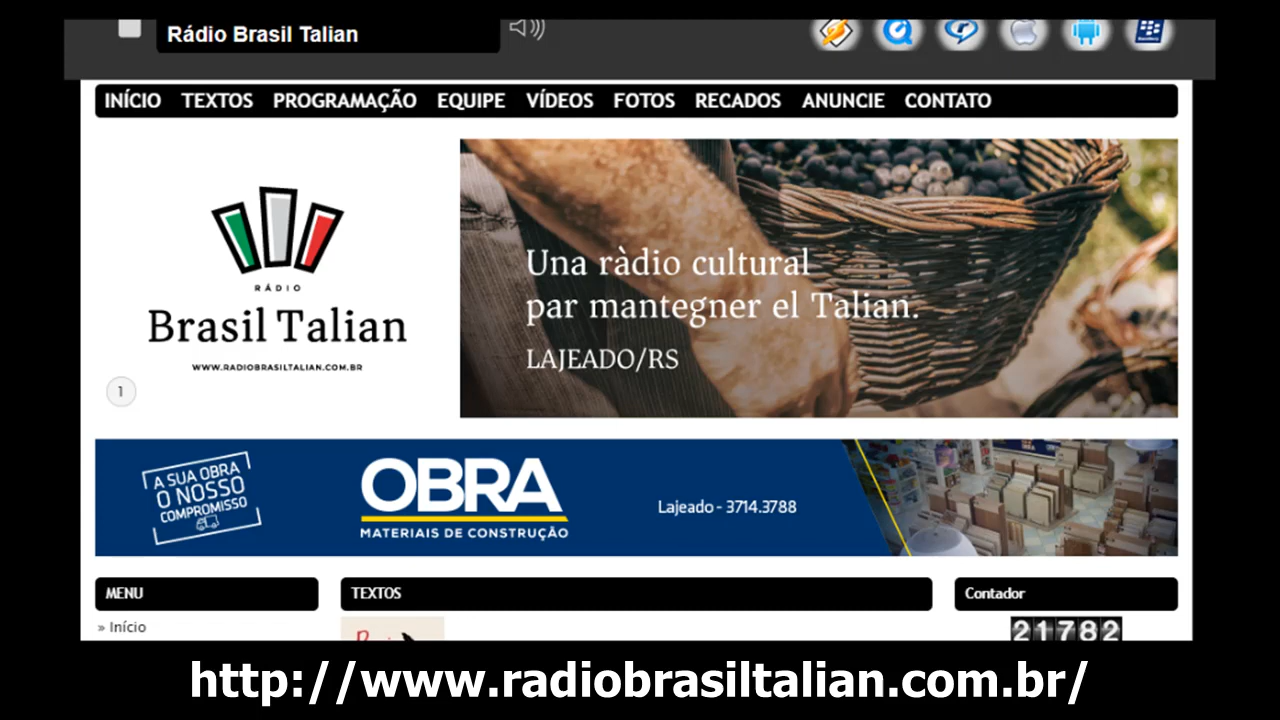 Rádio Brasil Talian
INÍCIO TEXTOS PROGRAMAÇÃO EQUIPE VÍDEOS FOTOS RECADOS ANUNCIE CONTATO
RÁDIO
Brasil Talian
WWW.RADIOBRASILTALIAN.COM.BR
1
Una ràdio cultural
par mantegner el Talian.
LAJEADO/RS
A SUA OBRA
O NOSSO
COMPROMISSO
OBRA
MATERIAIS DE CONSTRUÇÃO
Lajeado - 3714.3788
MENU
TEXTOS
Contador
» Início
21782
http://www.radiobrasiltalian.com.br/